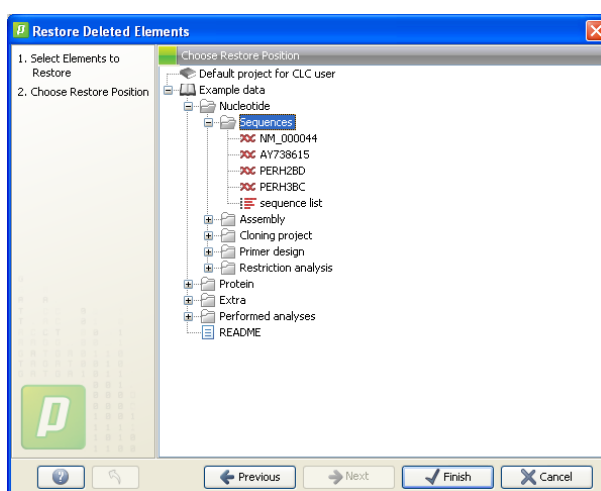 Restore Deleted Elements
1. Select Elements to
Restore
2. Choose Restore Position
Choose Restore Position
Default project for CLC user
Example data
Nucleotide
Sequences
NM_000044
AY738615
PERH2BD
PERH3BC
sequence list
Assembly
Cloning project
Primer design
Restriction analysis
Protein
Extra
Performed analyses
README
Previous
Next
Finish
Cancel